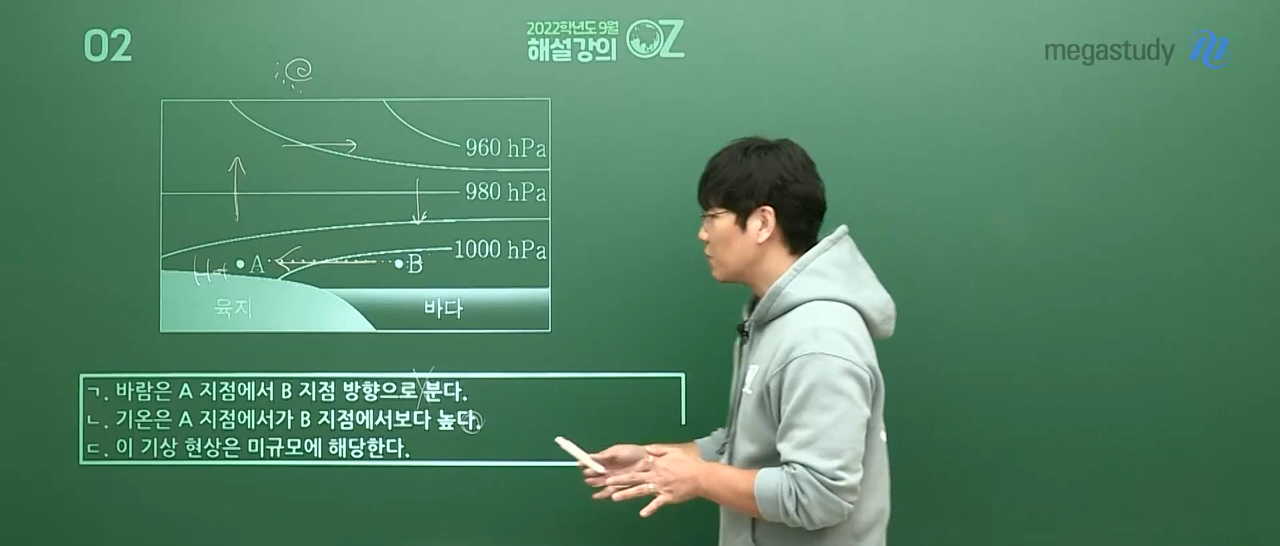 02
2022학년도 9월
해설강의 OZ
megastudy
960 hPa
980 hPa
1000 hPa
Hot A
B
육지
바다
ㄱ. 바람은 A 지점에서 B 지점 방향으로 분다.
ㄴ. 기온은 A 지점에서가 B 지점에서보다 높다.
ㄷ. 이 기상 현상은 미규모에 해당한다.